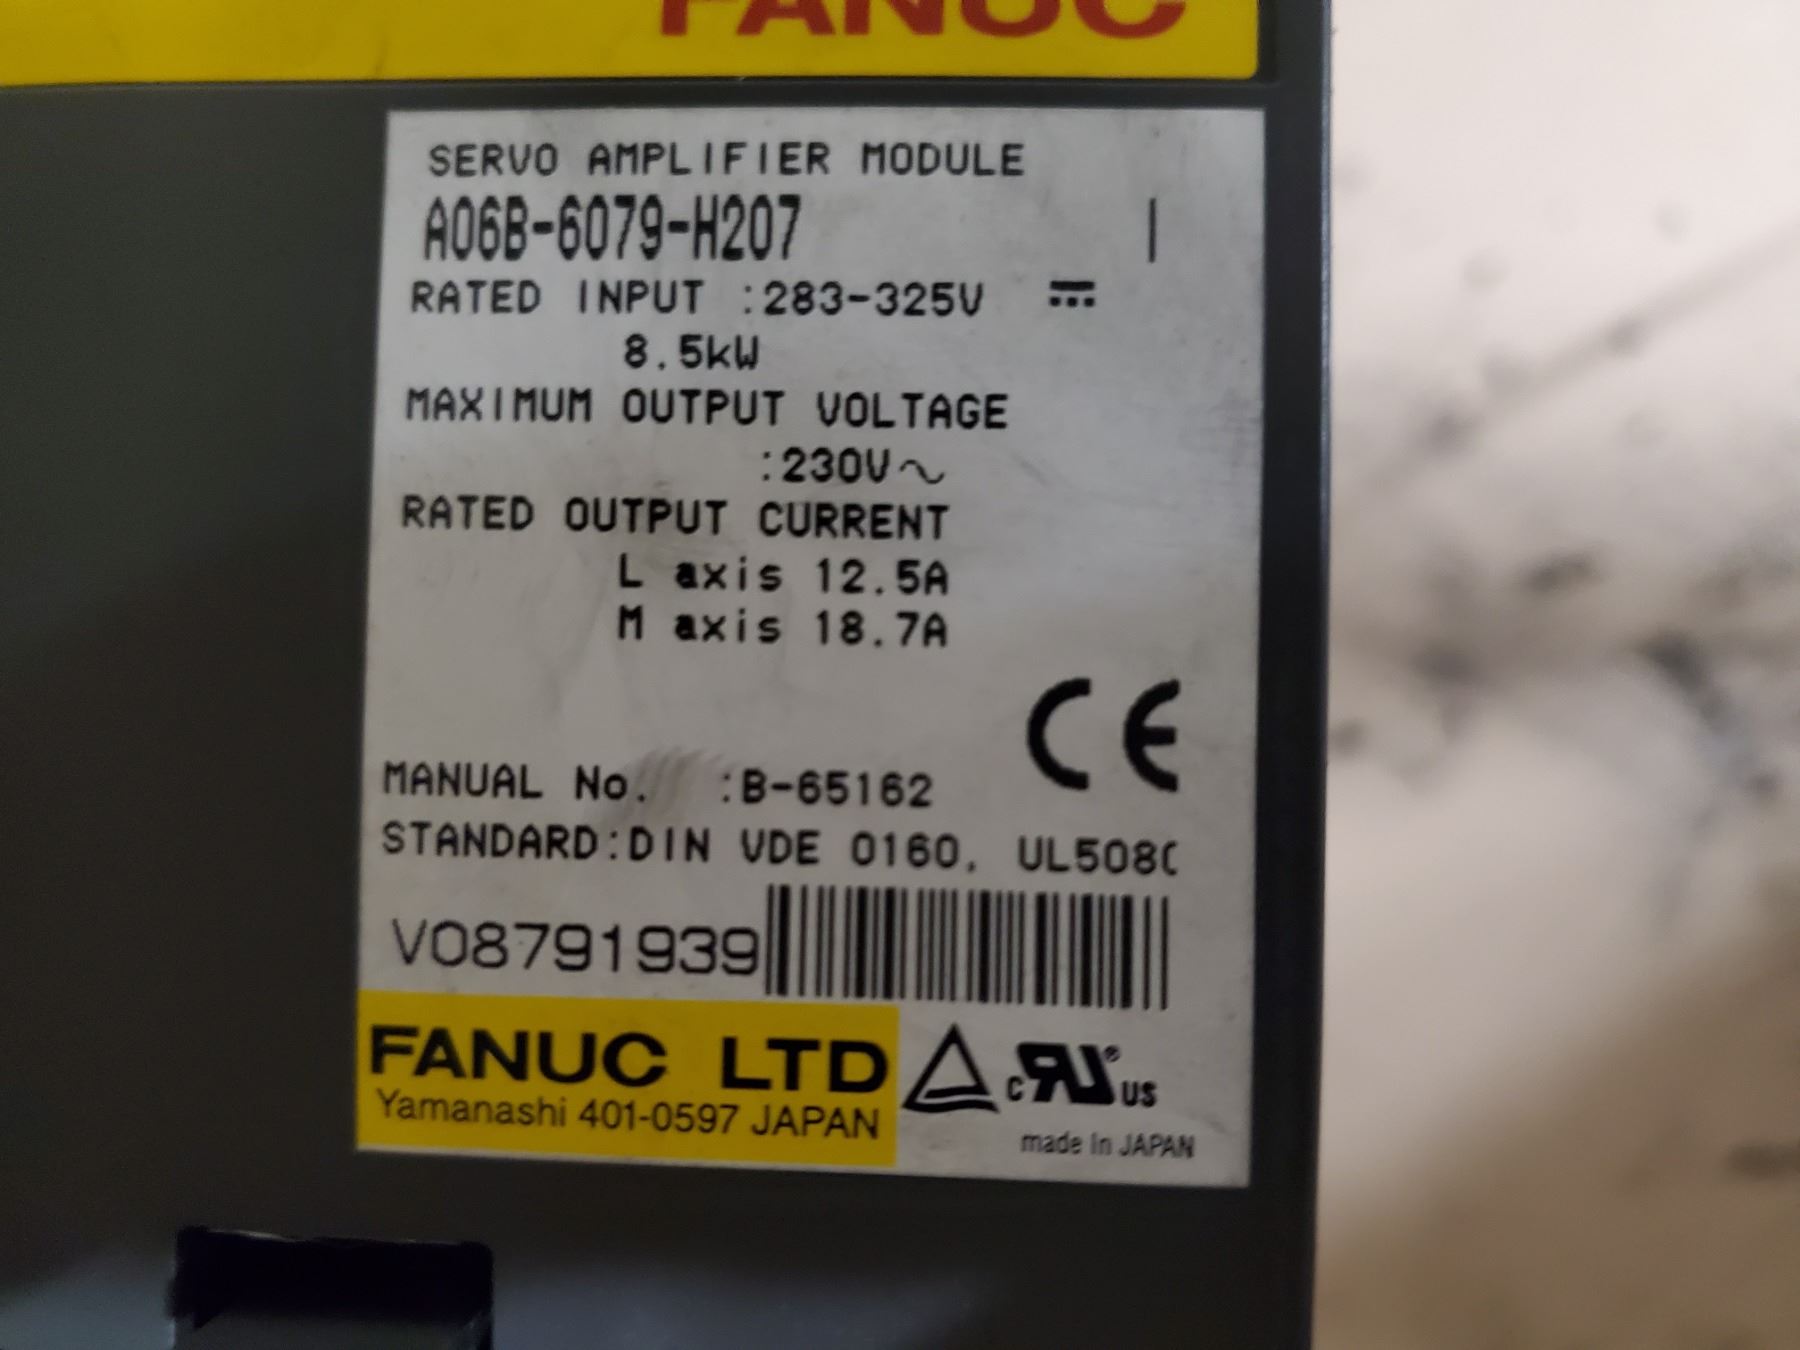 FANUC
SERVO AMPLIFIER MODULE
A06B-6079-H207 |
RATED INPUT :283-325V ⎓
8.5kW
MAXIMUM OUTPUT VOLTAGE
:230V~
RATED OUTPUT CURRENT
L axis 12.5A
M axis 18.7A
CE
MANUAL No. :B-65162
STANDARD:DIN VDE 0160, UL508C
V08791939
FANUC LTD
Yamanashi 401-0597 JAPAN
c RU® US
made in JAPAN